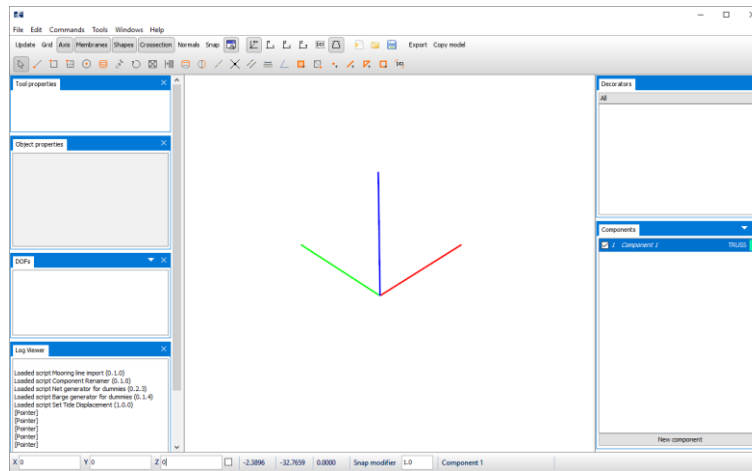 File Edit Commands Tools Windows Help
Update Grid Axis Membranes Shapes Crossection Normals Snap Export Copy model
Tool properties
Object properties
DOFs
Log Viewer
Loaded script Mooring line import (0.1.0)
Loaded script Component Renamer (0.1.0)
Loaded script Net generator for dummies (0.2.3)
Loaded script Barge generator for dummies (0.1.4)
Loaded script Set Tide Displacement (1.0.0)
[Pointer]
[Pointer]
[Pointer]
[Pointer]
[Pointer]
Decorators
All
Components
1 Component 1 TRUSS
New component
X 0 Y 0 Z 0 -2.3896 -32.7659 0.0000 Snap modifier 1.0 Component 1